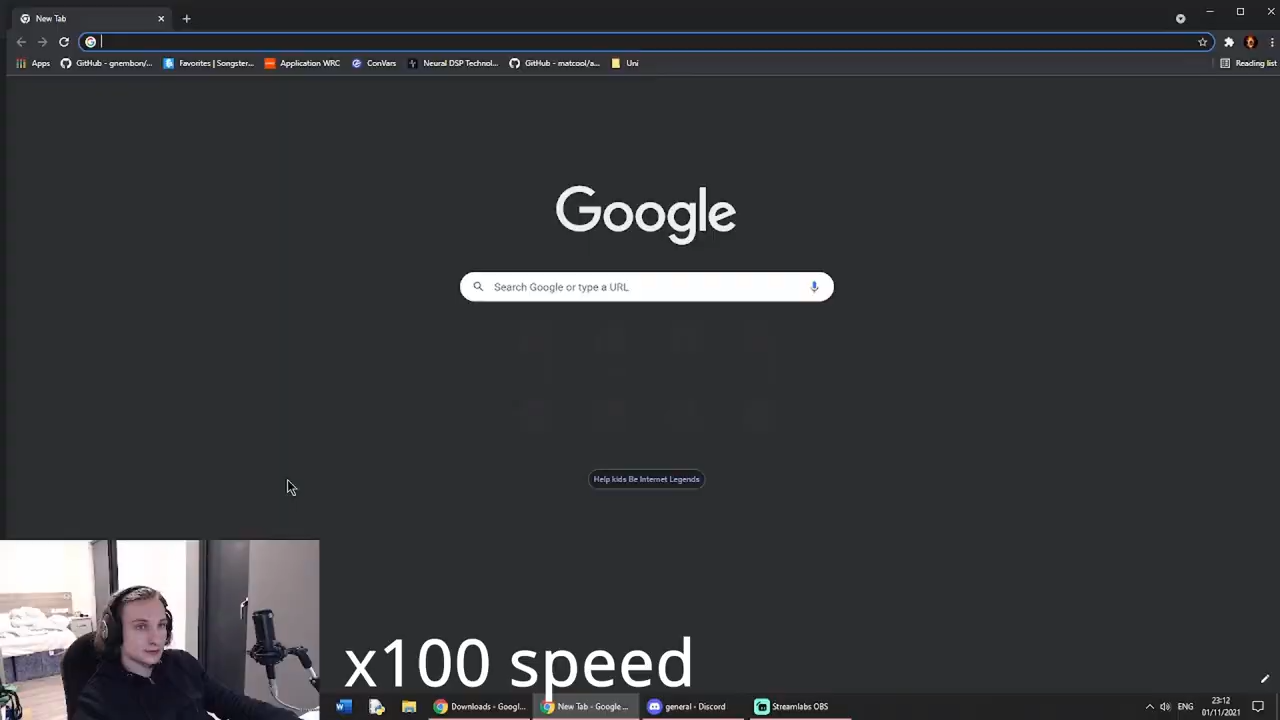 New Tab
Apps
GitHub - gnembon/...
Favorites | Songster...
Application WRC
ConVars
Neural DSP Technol...
GitHub - matcool/a...
Uni
Reading list
Google
Search Google or type a URL
Help kids Be Internet Legends
x100 speed
Downloads - Googl...
New Tab - Google ...
general - Discord
Streamlabs OBS
ENG
23:12
01/11/2021